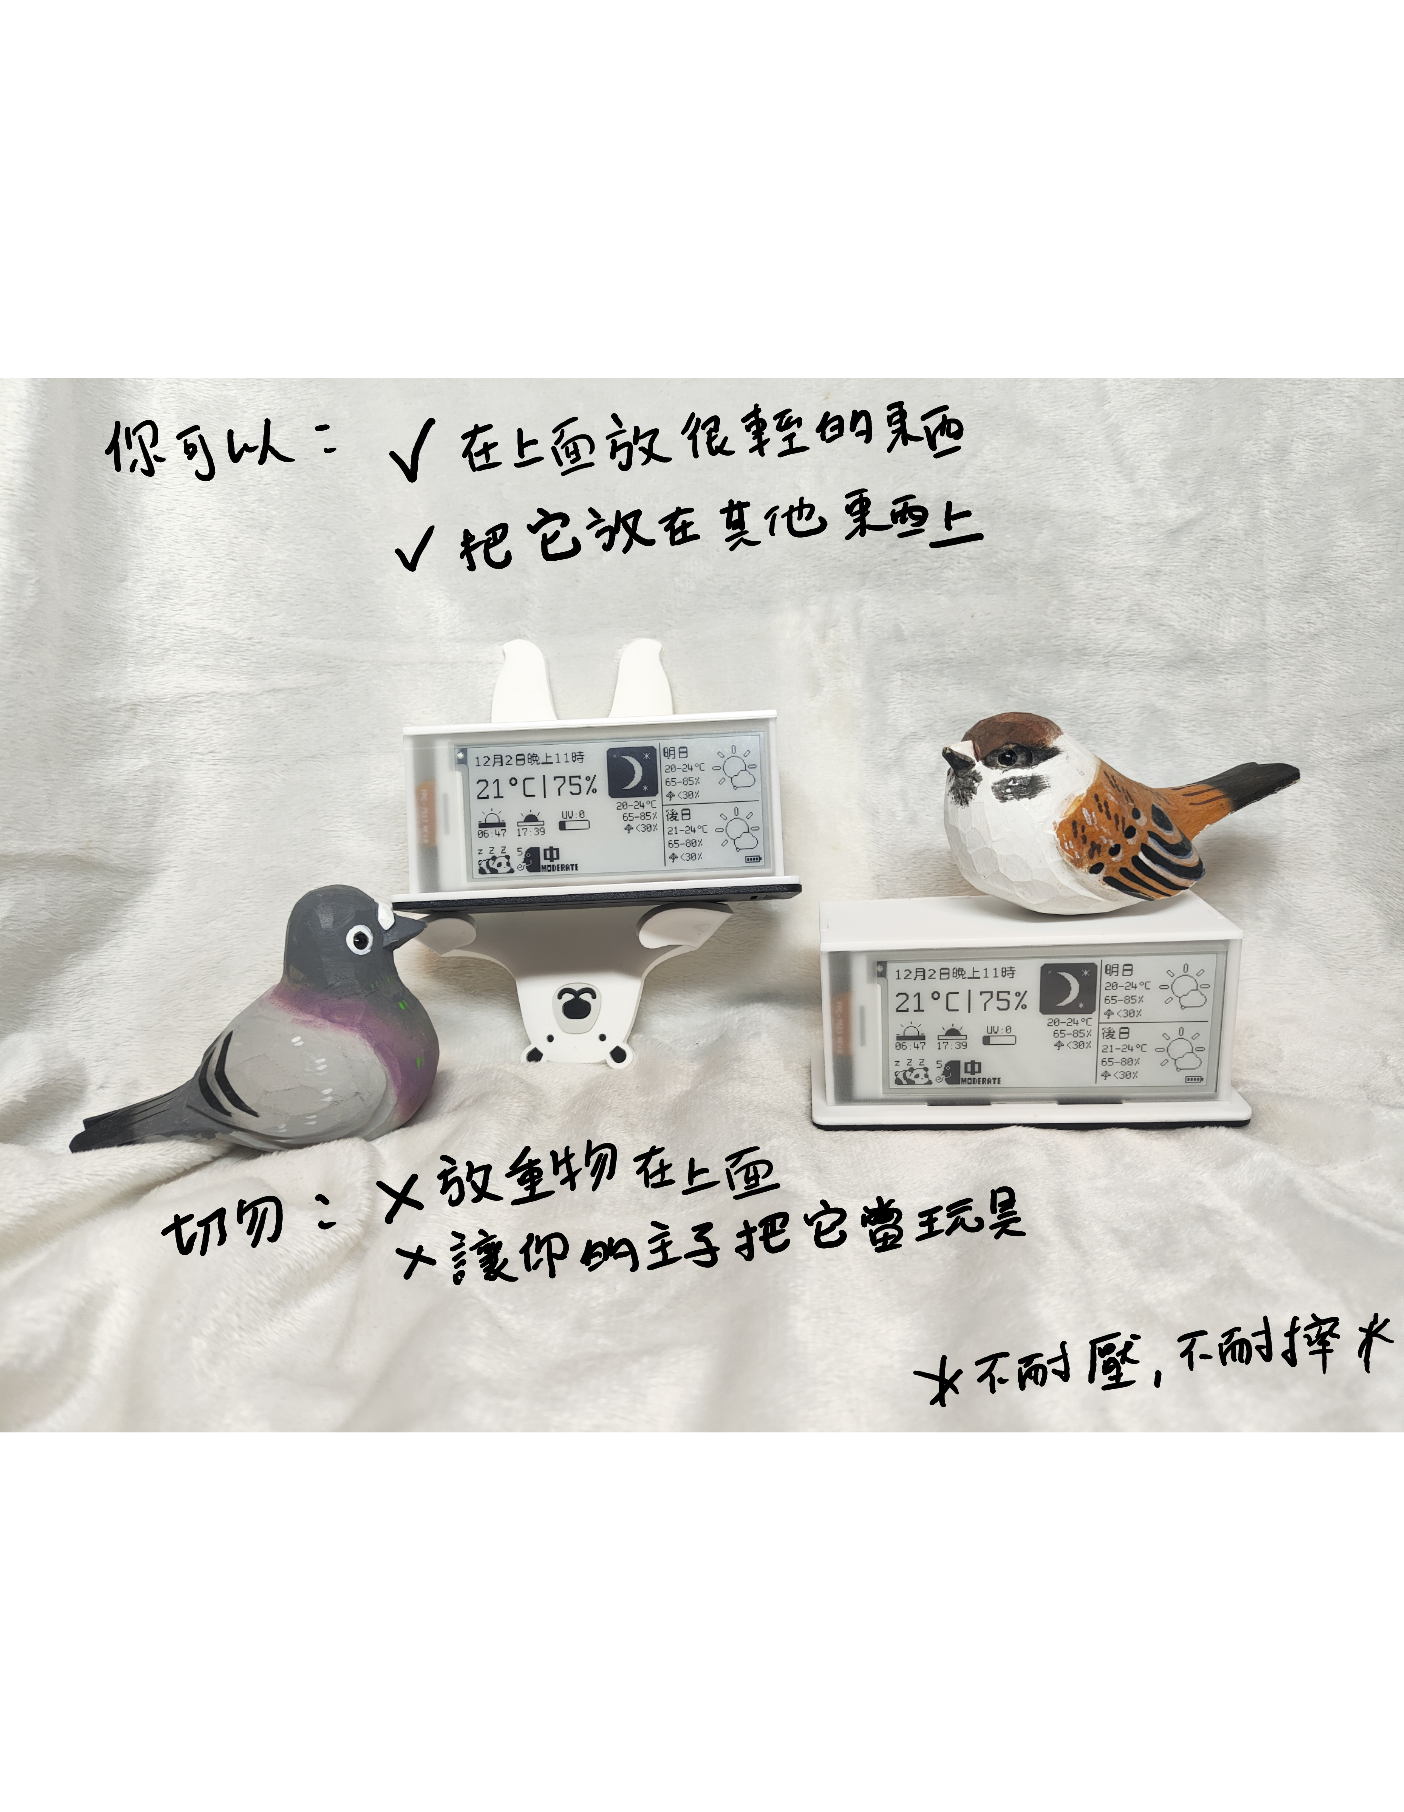 你可以： ✓ 在上面放很輕的東西
✓ 把它放在其他東西上
12月2日晚上11時
21°C|75%
20-24°C
65-85%
<30%
06:47 17:39 UV:0
z z z 5 中
MODERATE
明日
20-24°C
65-85%
<30%
後日
21-24°C
65-80%
<30%
12月2日晚上11時
21°C|75%
20-24°C
65-85%
<30%
06:47 17:39 UV:0
z z z 5 中
MODERATE
明日
20-24°C
65-85%
<30%
後日
21-24°C
65-80%
<30%
切勿： ✗ 放重物在上面
✗ 讓你的主子把它當玩具
*不耐壓,不耐摔*